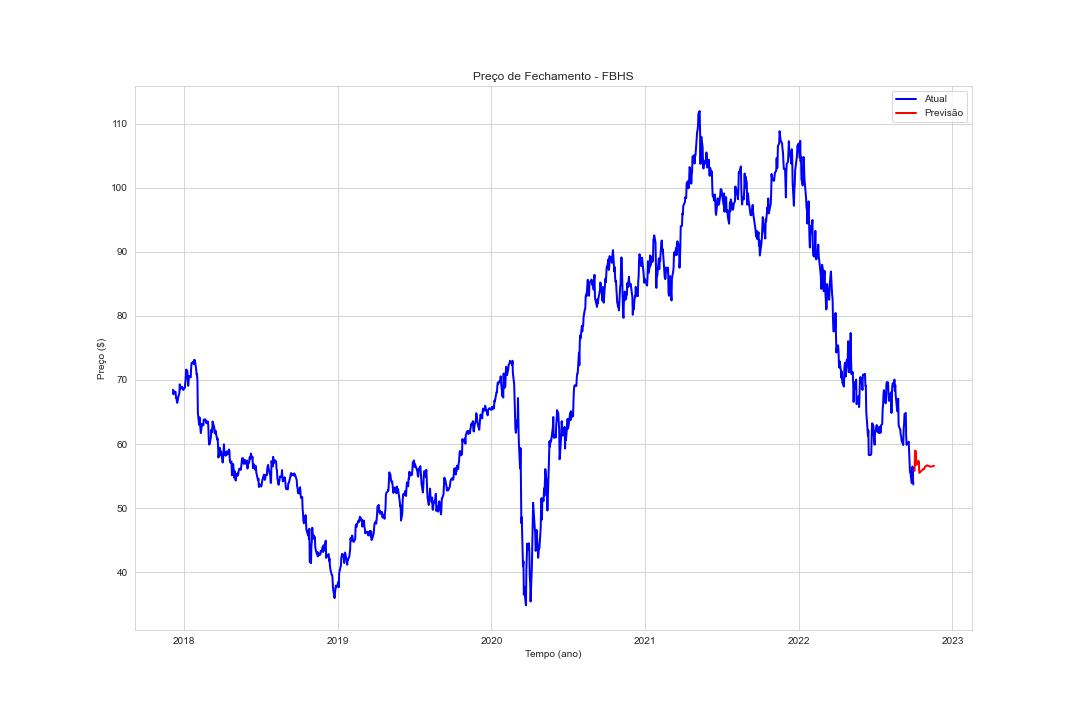 Preço de Fechamento - FBHS
Atual
Previsão
110
100
90
80
70
60
50
40
Preço ($)
2018 2019 2020 2021 2022 2023
Tempo (ano)